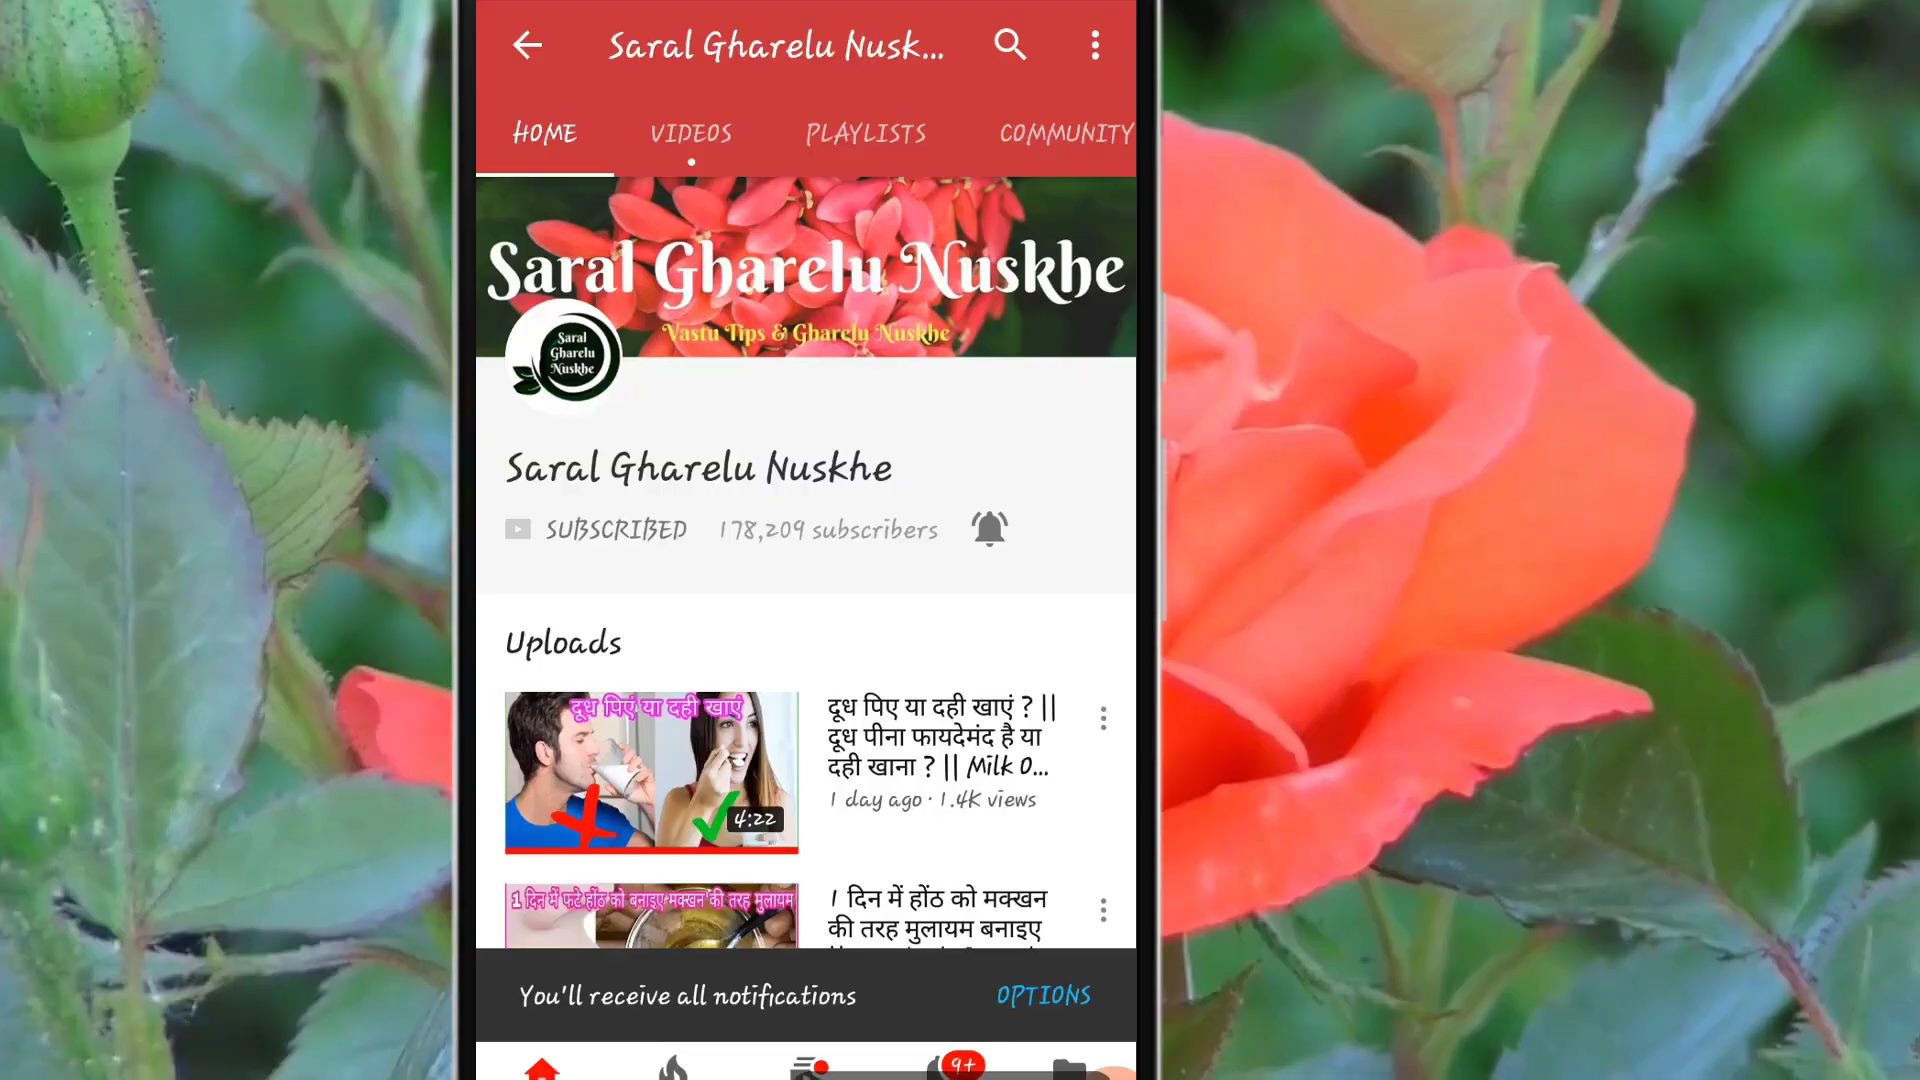 Saral Gharelu Nusk...
HOME VIDEOS PLAYLISTS COMMUNITY
Saral Gharelu Nuskhe
Vastu Tips & Gharelu Nuskhe
Saral
Gharelu
Nuskhe
Saral Gharelu Nuskhe
SUBSCRIBED 178,209 subscribers
Uploads
दूध पिएं या दही खाएं
4:22
दूध पिए या दही खाएं ? ||
दूध पीना फायदेमंद है या
दही खाना ? || Milk O...
1 day ago · 1.4K views
1 दिन में फटे होंठ को बनाइए मक्खन की तरह मुलायम
1 दिन में होंठ को मक्खन
की तरह मुलायम बनाइए
You'll receive all notifications OPTIONS
9+